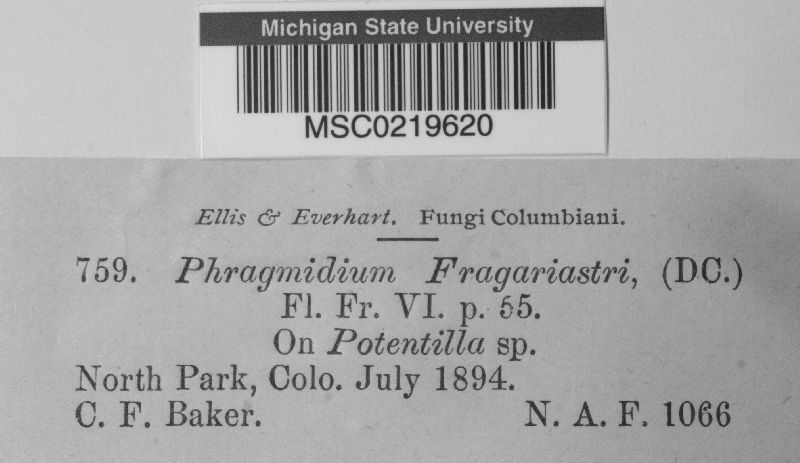 Michigan State University
MSC0219620
Ellis & Everhart. Fungi Columbiani.
759. Phragmidium Fragariastri, (DC.)
Fl. Fr. VI. p. 55.
On Potentilla sp.
North Park, Colo. July 1894.
C. F. Baker. N. A. F. 1066